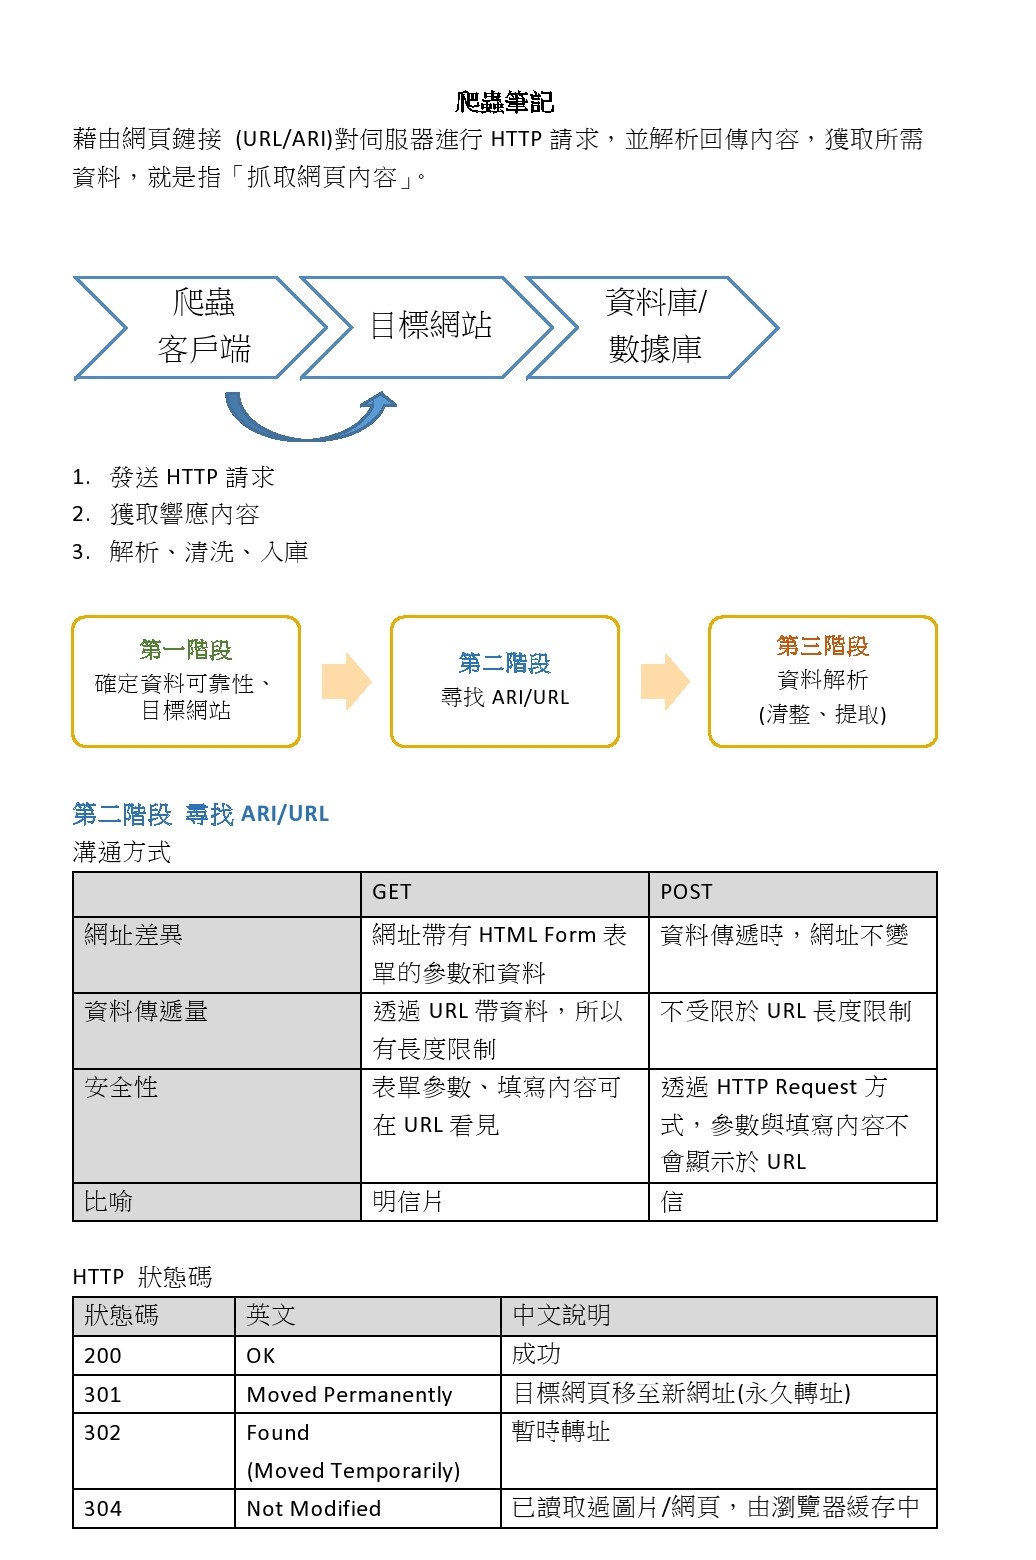 爬蟲筆記
藉由網頁鍵接 (URL/ARI)對伺服器進行 HTTP 請求，並解析回傳內容，獲取所需
資料，就是指「抓取網頁內容」。
爬蟲
客戶端
目標網站
資料庫/
數據庫
1. 發送 HTTP 請求
2. 獲取響應內容
3. 解析、清洗、入庫
第一階段
確定資料可靠性、
目標網站
第二階段
尋找 ARI/URL
第三階段
資料解析
(清整、提取)
第二階段 尋找 ARI/URL
溝通方式
GET POST
網址差異 網址帶有 HTML Form 表 資料傳遞時，網址不變
單的參數和資料
資料傳遞量 透過 URL 帶資料，所以 不受限於 URL 長度限制
有長度限制
安全性 表單參數、填寫內容可 透過 HTTP Request 方
在 URL 看見 式，參數與填寫內容不
會顯示於 URL
比喻 明信片 信
HTTP 狀態碼
狀態碼 英文 中文說明
200 OK 成功
301 Moved Permanently 目標網頁移至新網址(永久轉址)
302 Found 暫時轉址
(Moved Temporarily)
304 Not Modified 已讀取過圖片/網頁，由瀏覽器緩存中